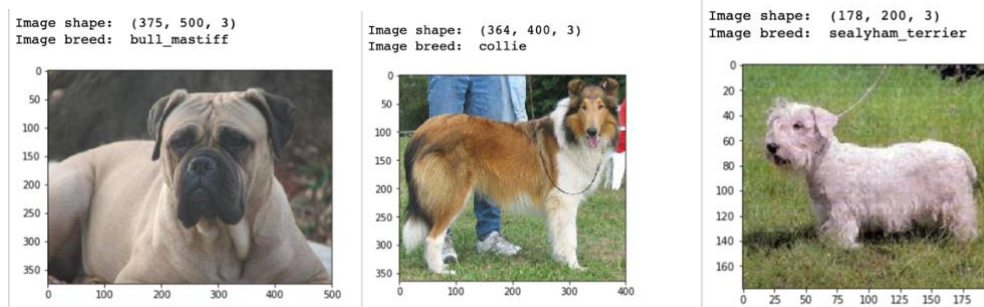 Image shape: (375, 500, 3)
Image breed: bull_mastiff
0
50
100
150
200
250
300
350
0 100 200 300 400 500
Image shape: (364, 400, 3)
Image breed: collie
0
50
100
150
200
250
300
350
0 100 200 300 400
Image shape: (178, 200, 3)
Image breed: sealyham_terrier
0
20
40
60
80
100
120
140
160
0 25 50 75 100 125 150 175